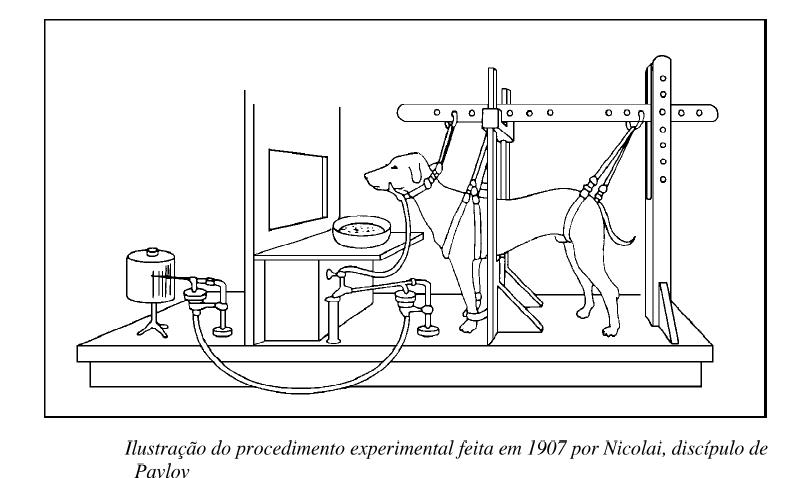 Ilustração do procedimento experimental feita em 1907 por Nicolai, discípulo de
Pavlov